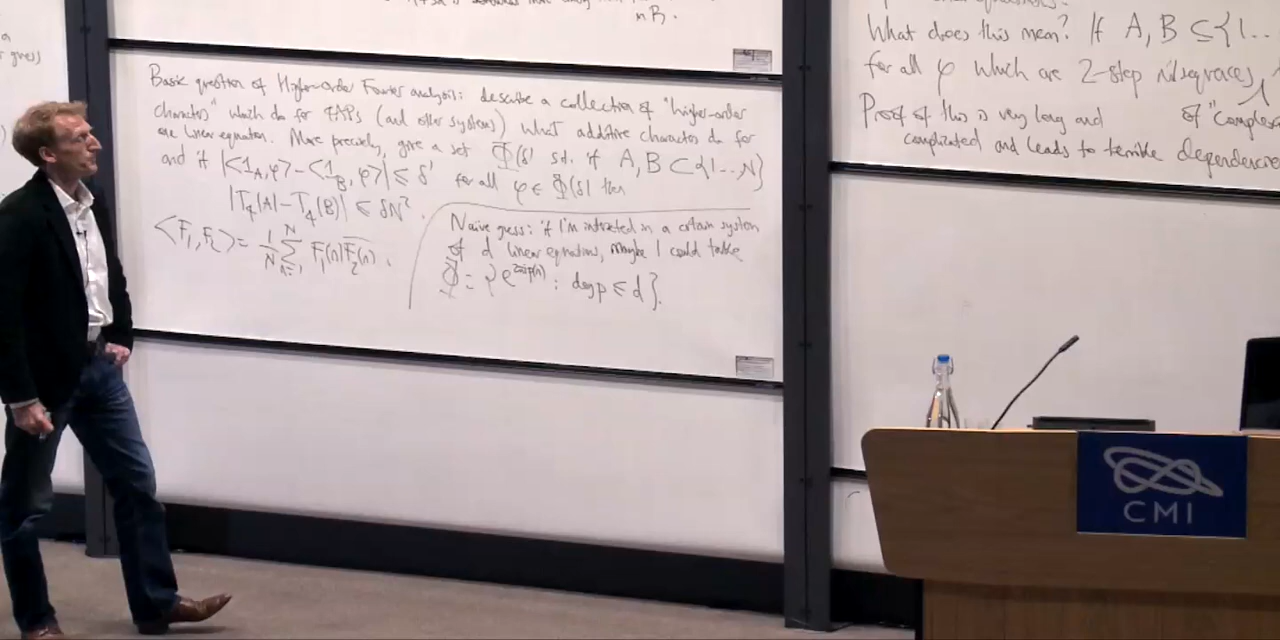 a
guess)
n B.
Basic question of Higher-order Fourier analysis: describe a collection of "higher-order
characters" which do for 4APs (and other systems) what additive characters do for
one linear equation. More precisely, give a set Φ(δ) s.t. if A, B ⊂ {1...N}
and if |<1_A,φ> - <1_B,φ>| ≤ δ' for all φ ∈ Φ(δ) then
|T_4(A) - T_4(B)| ≤ δN².
<F_1,F_2> = 1/N ∑_{n=1}^N F_1(n) \overline{F_2(n)}.
Naive guess: if I'm interested in a certain system
of d linear equations, maybe I could take
Φ = {e^{2πip(n)} : deg p ≤ d}.
What does this mean? If A, B ⊆ {1...
for all φ which are 2-step nilsequences
of "complex
Proof of this is very long and
complicated and leads to terrible dependencies
CMI